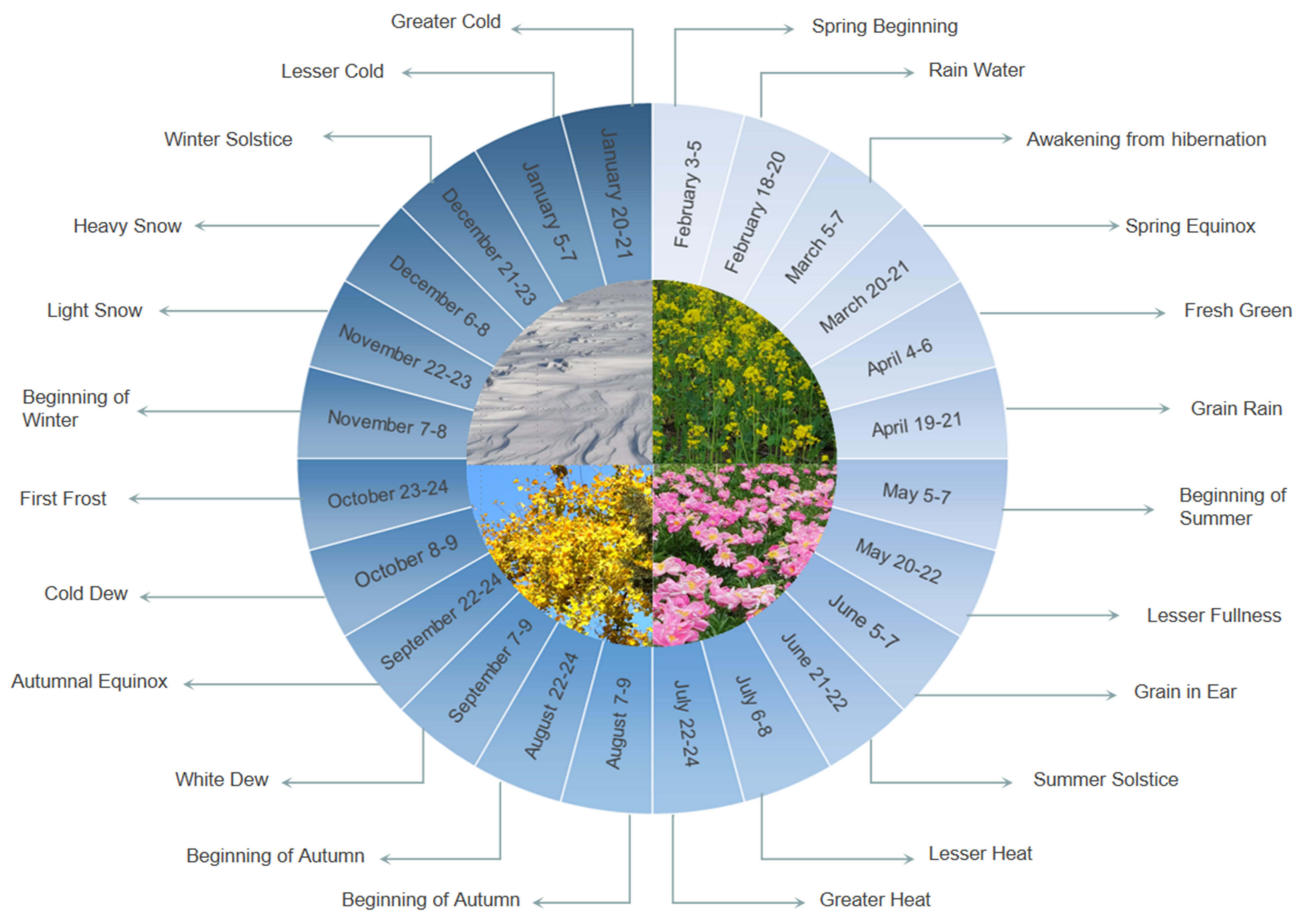 Greater Cold
Spring Beginning
Lesser Cold
Rain Water
Winter Solstice
Awakening from hibernation
Heavy Snow
Spring Equinox
Light Snow
Fresh Green
Beginning of
Winter
Grain Rain
First Frost
Beginning of
Summer
Cold Dew
Lesser Fullness
Autumnal Equinox
Grain in Ear
White Dew
Summer Solstice
Beginning of Autumn
Lesser Heat
Beginning of Autumn
Greater Heat
February 3-5
February 18-20
March 5-7
March 20-21
April 4-6
April 19-21
May 5-7
May 20-22
June 5-7
June 21-22
July 6-8
July 22-24
August 7-9
August 22-24
September 7-9
September 22-24
October 8-9
October 23-24
November 7-8
November 22-23
December 6-8
December 21-23
January 5-7
January 20-21